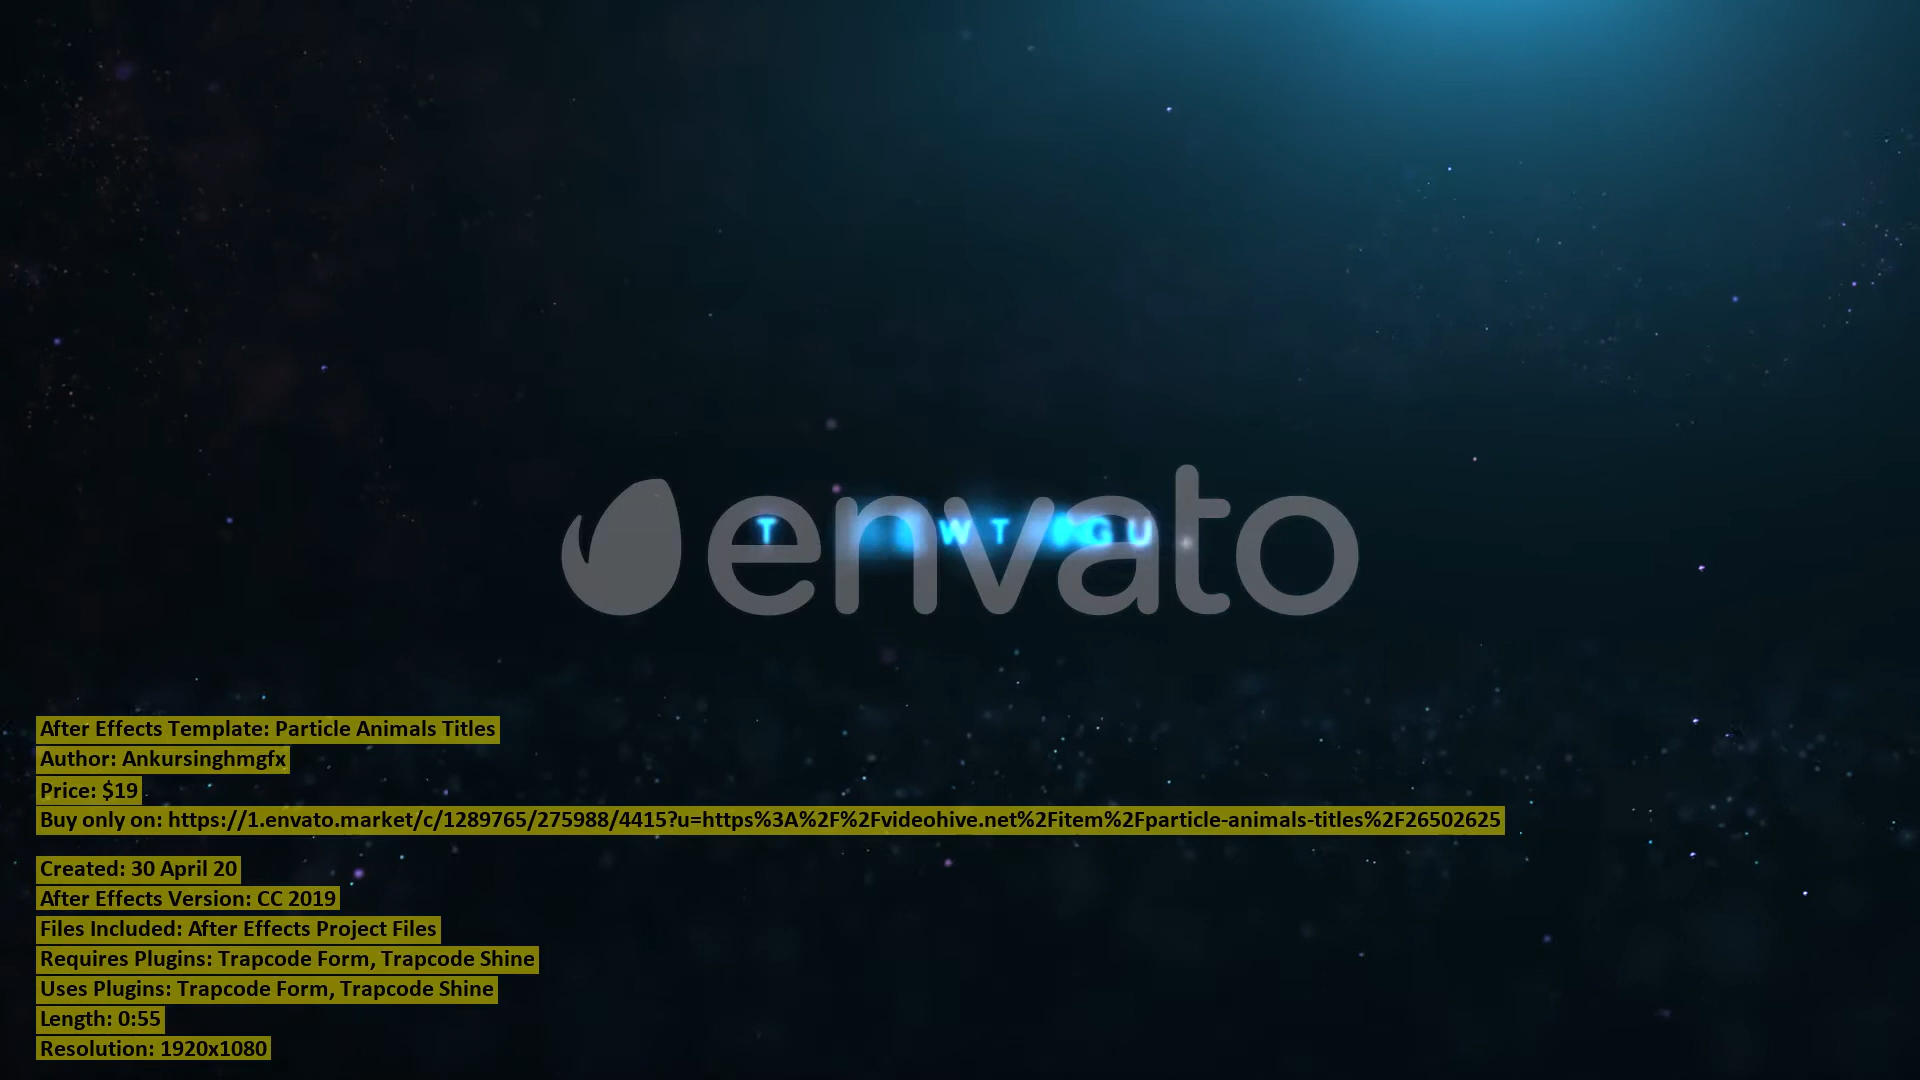 envato
T W T G U
After Effects Template: Particle Animals Titles
Author: Ankursinghmgfx
Price: $19
Buy only on: https://1.envato.market/c/1289765/275988/4415?u=https%3A%2F%2Fvideohive.net%2Fitem%2Fparticle-animals-titles%2F26502625
Created: 30 April 20
After Effects Version: CC 2019
Files Included: After Effects Project Files
Requires Plugins: Trapcode Form, Trapcode Shine
Uses Plugins: Trapcode Form, Trapcode Shine
Length: 0:55
Resolution: 1920x1080